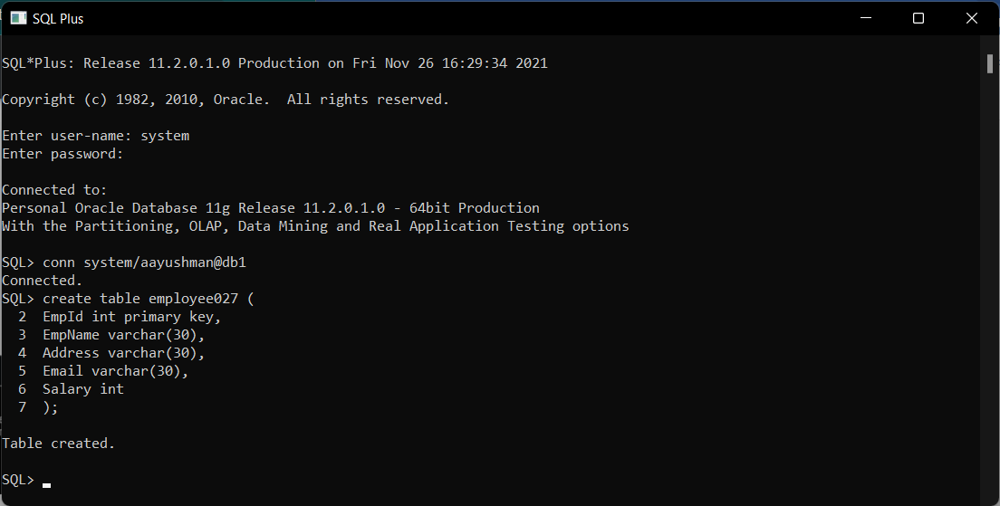 SQL Plus
SQL*Plus: Release 11.2.0.1.0 Production on Fri Nov 26 16:29:34 2021
Copyright (c) 1982, 2010, Oracle.  All rights reserved.
Enter user-name: system
Enter password:
Connected to:
Personal Oracle Database 11g Release 11.2.0.1.0 - 64bit Production
With the Partitioning, OLAP, Data Mining and Real Application Testing options
SQL> conn system/aayushman@db1
Connected.
SQL> create table employee027 (
  2  EmpId int primary key,
  3  EmpName varchar(30),
  4  Address varchar(30),
  5  Email varchar(30),
  6  Salary int
  7  );
Table created.
SQL>